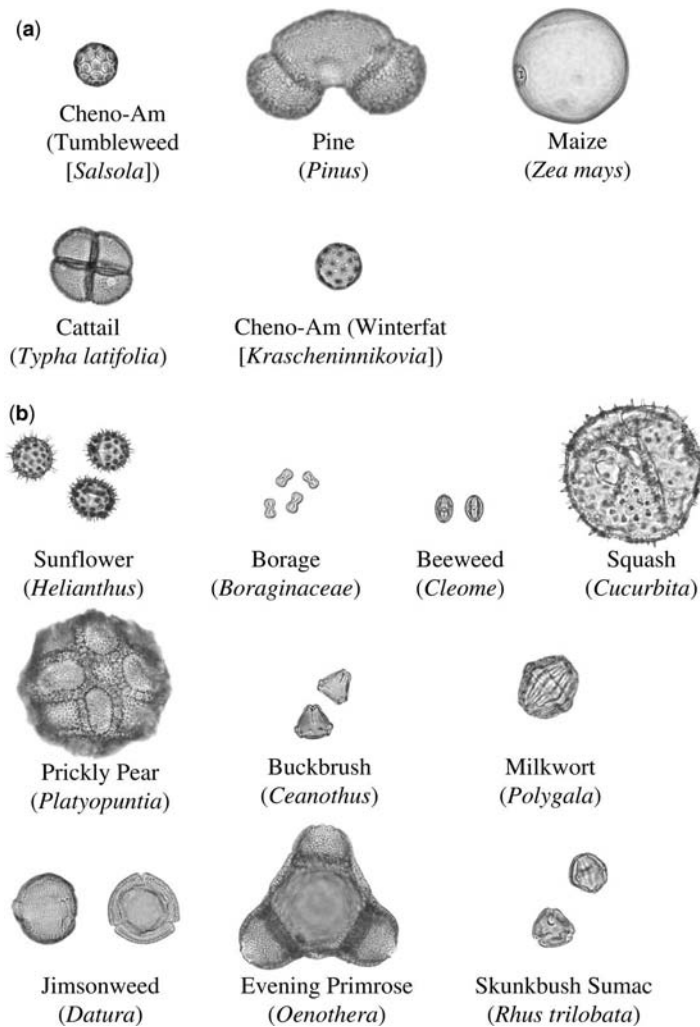 (a)
Cheno-Am
(Tumbleweed
[Salsola])
Pine
(Pinus)
Maize
(Zea mays)
Cattail
(Typha latifolia)
Cheno-Am (Winterfat
[Krascheninnikovia])
(b)
Sunflower
(Helianthus)
Borage
(Boraginaceae)
Beeweed
(Cleome)
Squash
(Cucurbita)
Prickly Pear
(Platyopuntia)
Buckbrush
(Ceanothus)
Milkwort
(Polygala)
Jimsonweed
(Datura)
Evening Primrose
(Oenothera)
Skunkbush Sumac
(Rhus trilobata)